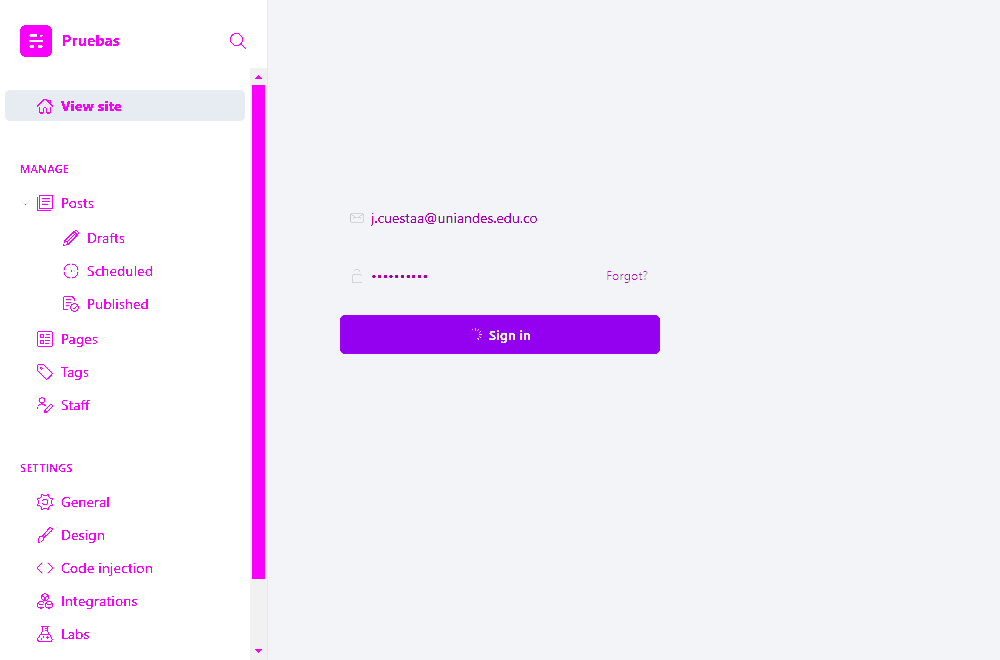 Pruebas
View site
MANAGE
Posts
Drafts
Scheduled
Published
Pages
Tags
Staff
SETTINGS
General
Design
Code injection
Integrations
Labs
j.cuestaa@uniandes.edu.co
••••••••••
Forgot?
Sign in